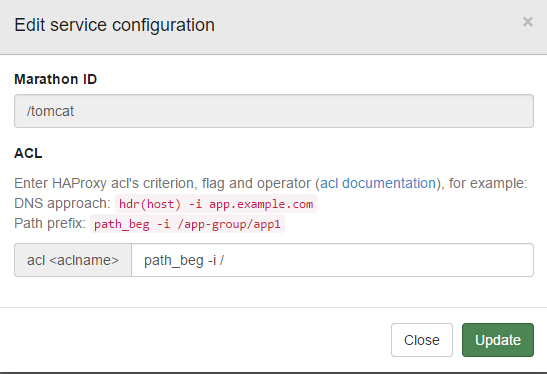 Edit service configuration ×
Marathon ID
/tomcat
ACL
Enter HAProxy acl's criterion, flag and operator (acl documentation), for example:
DNS approach: hdr(host) -i app.example.com
Path prefix: path_beg -i /app-group/app1
acl <aclname> path_beg -i /
Close Update